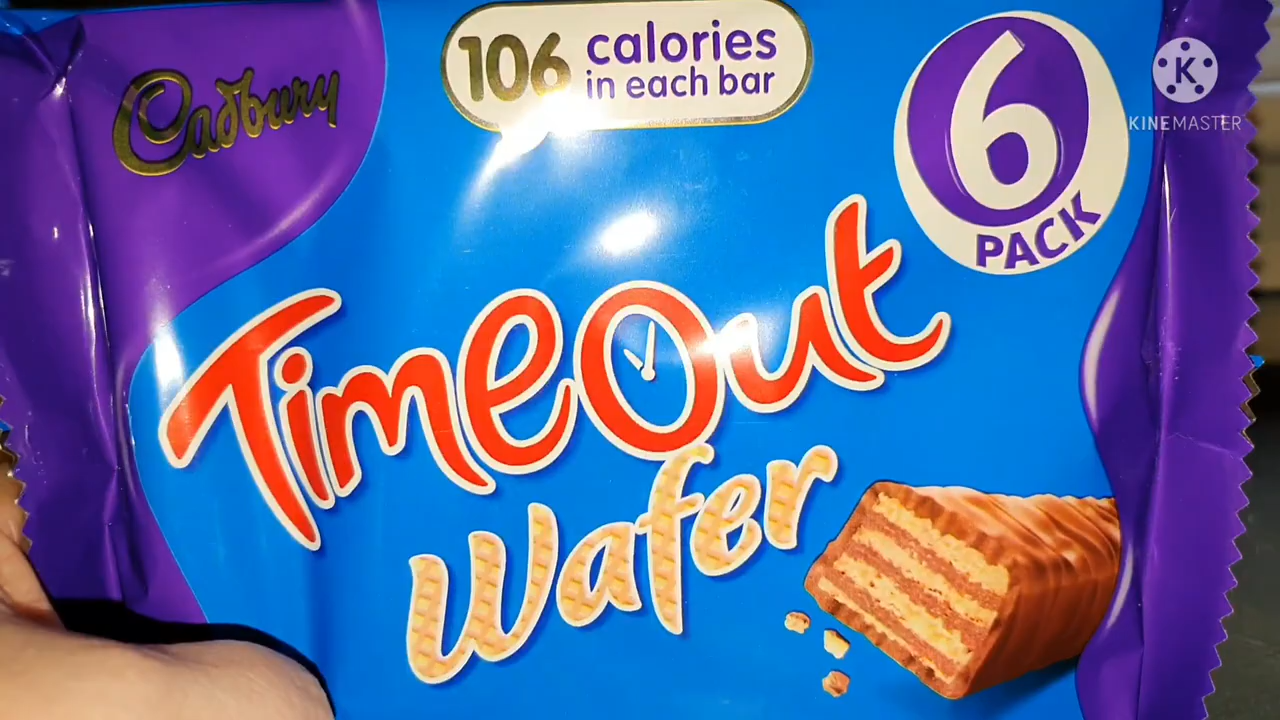 Cadbury
106 calories
in each bar
6
PACK
K
KINEMASTER
TimeOut
Wafer